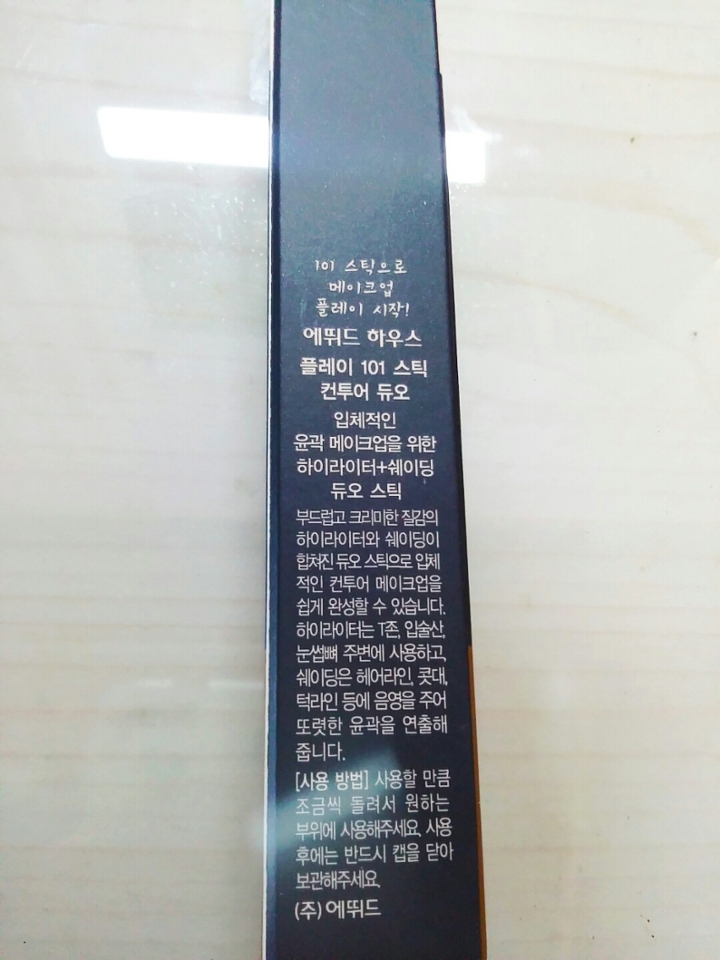 101 스틱으로
메이크업
플레이 시작!
에뛰드 하우스
플레이 101 스틱
컨투어 듀오
입체적인
윤곽 메이크업을 위한
하이라이터+쉐이딩
듀오 스틱
부드럽고 크리미한 질감의
하이라이터와 쉐이딩이
합쳐진 듀오 스틱으로 입체
적인 컨투어 메이크업을
쉽게 완성할 수 있습니다.
하이라이터는 T존, 입술산,
눈썹뼈 주변에 사용하고,
쉐이딩은 헤어라인, 콧대,
턱라인 등에 음영을 주어
또렷한 윤곽을 연출해
줍니다.
[사용 방법] 사용할 만큼
조금씩 돌려서 원하는
부위에 사용해주세요. 사용
후에는 반드시 캡을 닫아
보관해주세요.
(주)에뛰드